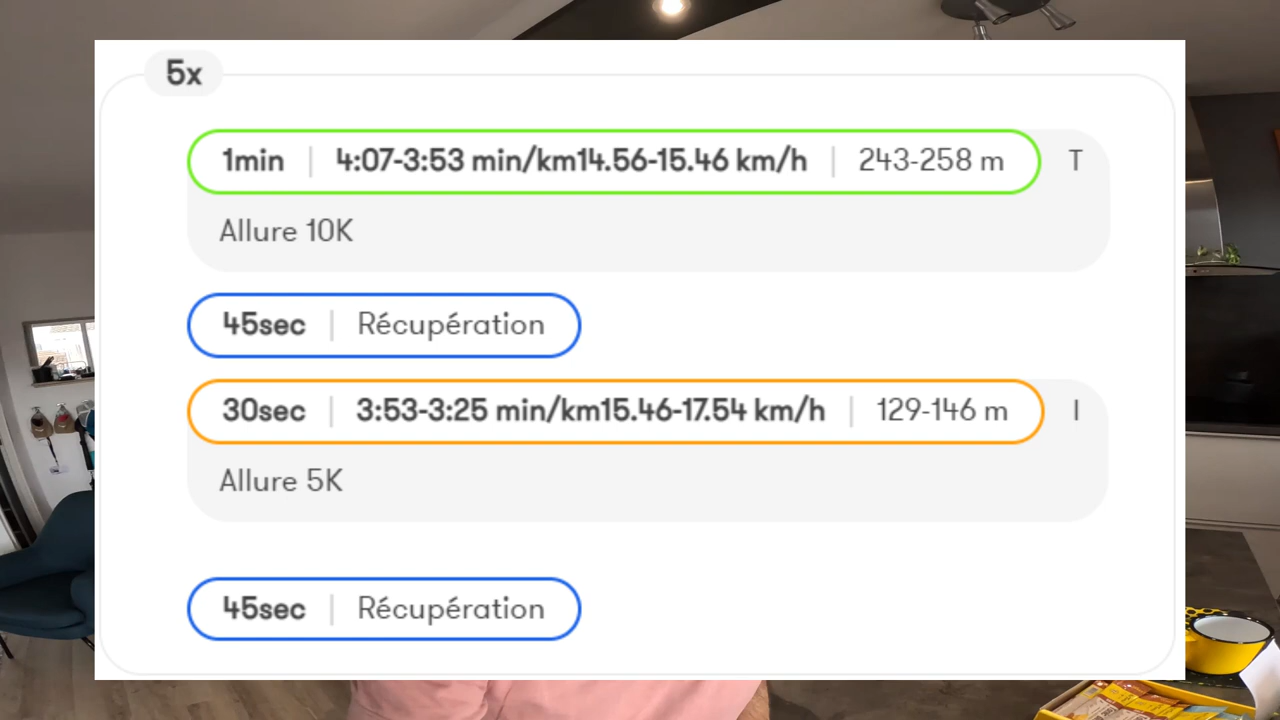 5x
1min | 4:07-3:53 min/km14.56-15.46 km/h | 243-258 m T
Allure 10K
45sec | Récupération
30sec | 3:53-3:25 min/km15.46-17.54 km/h | 129-146 m I
Allure 5K
45sec | Récupération